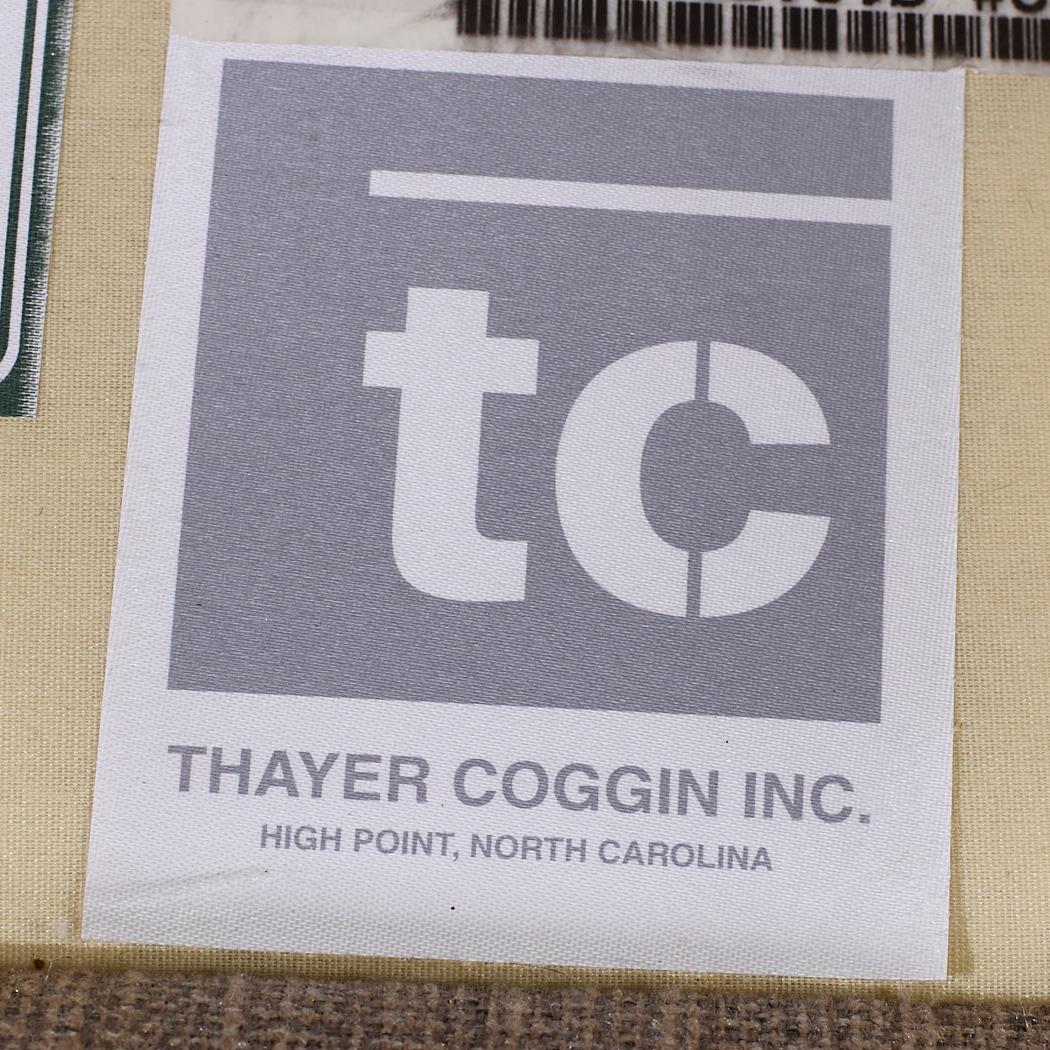 tc
THAYER COGGIN INC.
HIGH POINT, NORTH CAROLINA